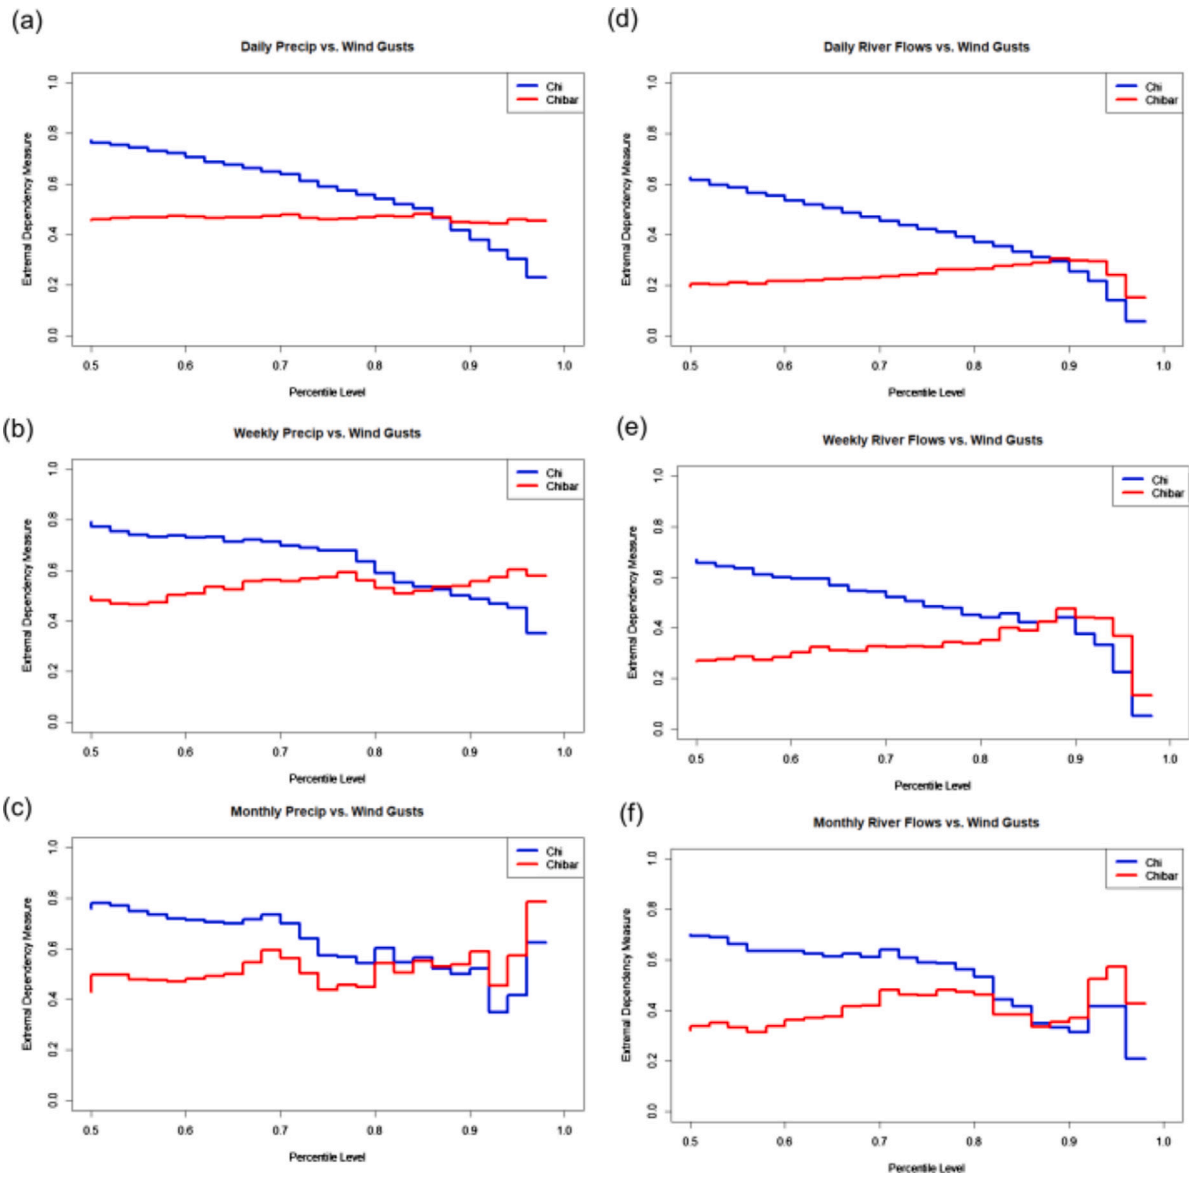 (a)
Daily Precip vs. Wind Gusts
Chi
Chibar
Extremal Dependency Measure
0.0 0.2 0.4 0.6 0.8 1.0
0.5 0.6 0.7 0.8 0.9 1.0
Percentile Level
(b)
Weekly Precip vs. Wind Gusts
Chi
Chibar
Extremal Dependency Measure
0.0 0.2 0.4 0.6 0.8 1.0
0.5 0.6 0.7 0.8 0.9 1.0
Percentile Level
(c)
Monthly Precip vs. Wind Gusts
Chi
Chibar
Extremal Dependency Measure
0.0 0.2 0.4 0.6 0.8 1.0
0.5 0.6 0.7 0.8 0.9 1.0
Percentile Level
(d)
Daily River Flows vs. Wind Gusts
Chi
Chibar
Extremal Dependency Measure
0.0 0.2 0.4 0.6 0.8 1.0
0.5 0.6 0.7 0.8 0.9 1.0
Percentile Level
(e)
Weekly River Flows vs. Wind Gusts
Chi
Chibar
Extremal Dependency Measure
0.0 0.2 0.4 0.6 0.8 1.0
0.5 0.6 0.7 0.8 0.9 1.0
Percentile Level
(f)
Monthly River Flows vs. Wind Gusts
Chi
Chibar
Extremal Dependency Measure
0.0 0.2 0.4 0.6 0.8 1.0
0.5 0.6 0.7 0.8 0.9 1.0
Percentile Level